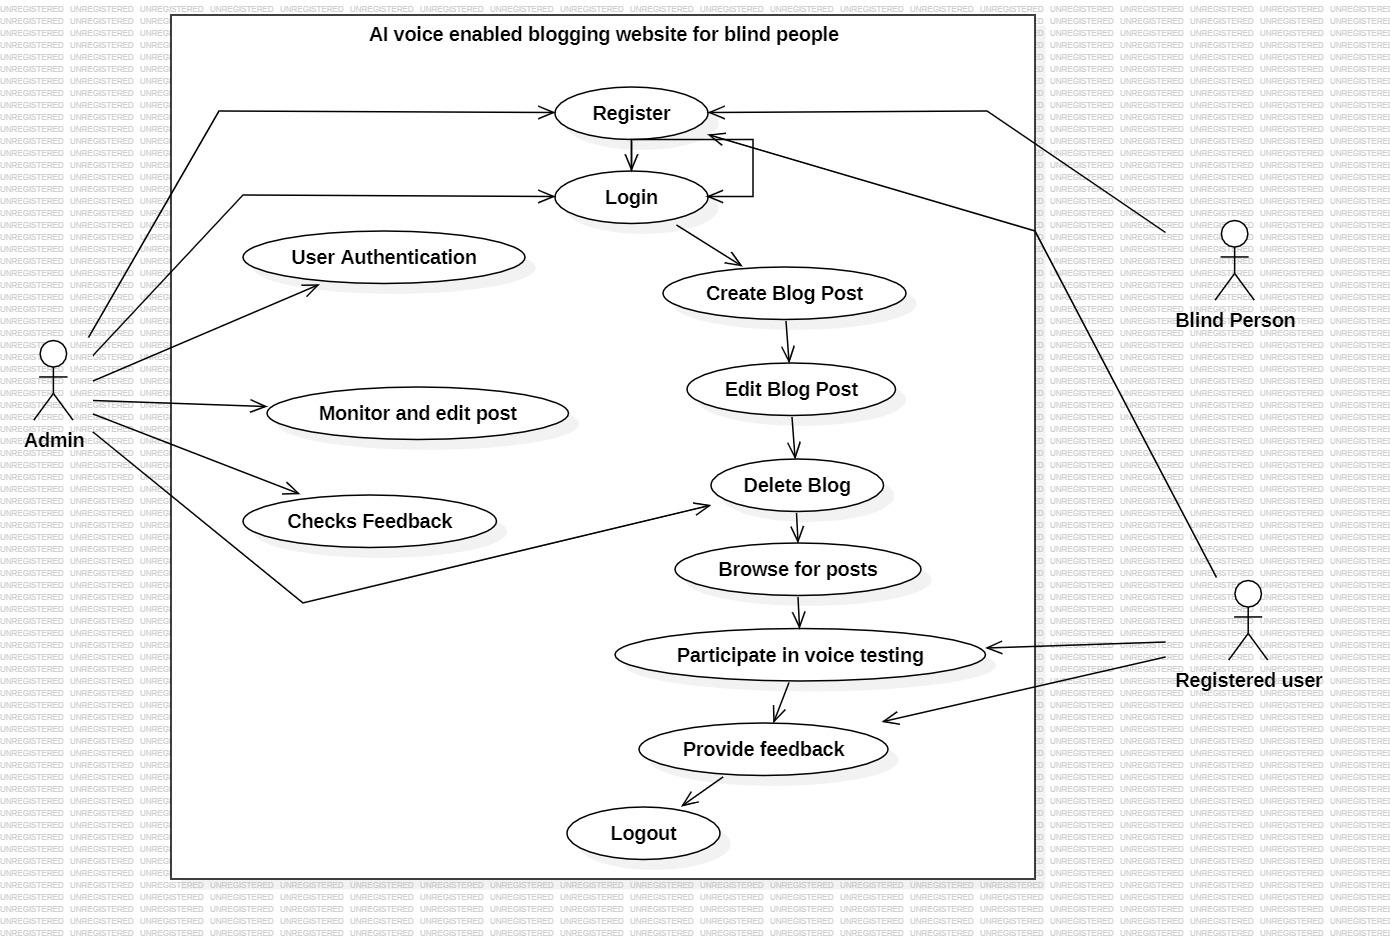 AI voice enabled blogging website for blind people
Register
Login
User Authentication
Create Blog Post
Blind Person
Edit Blog Post
Monitor and edit post
Admin
Delete Blog
Checks Feedback
Browse for posts
Participate in voice testing
Registered user
Provide feedback
Logout
UNREGISTERED